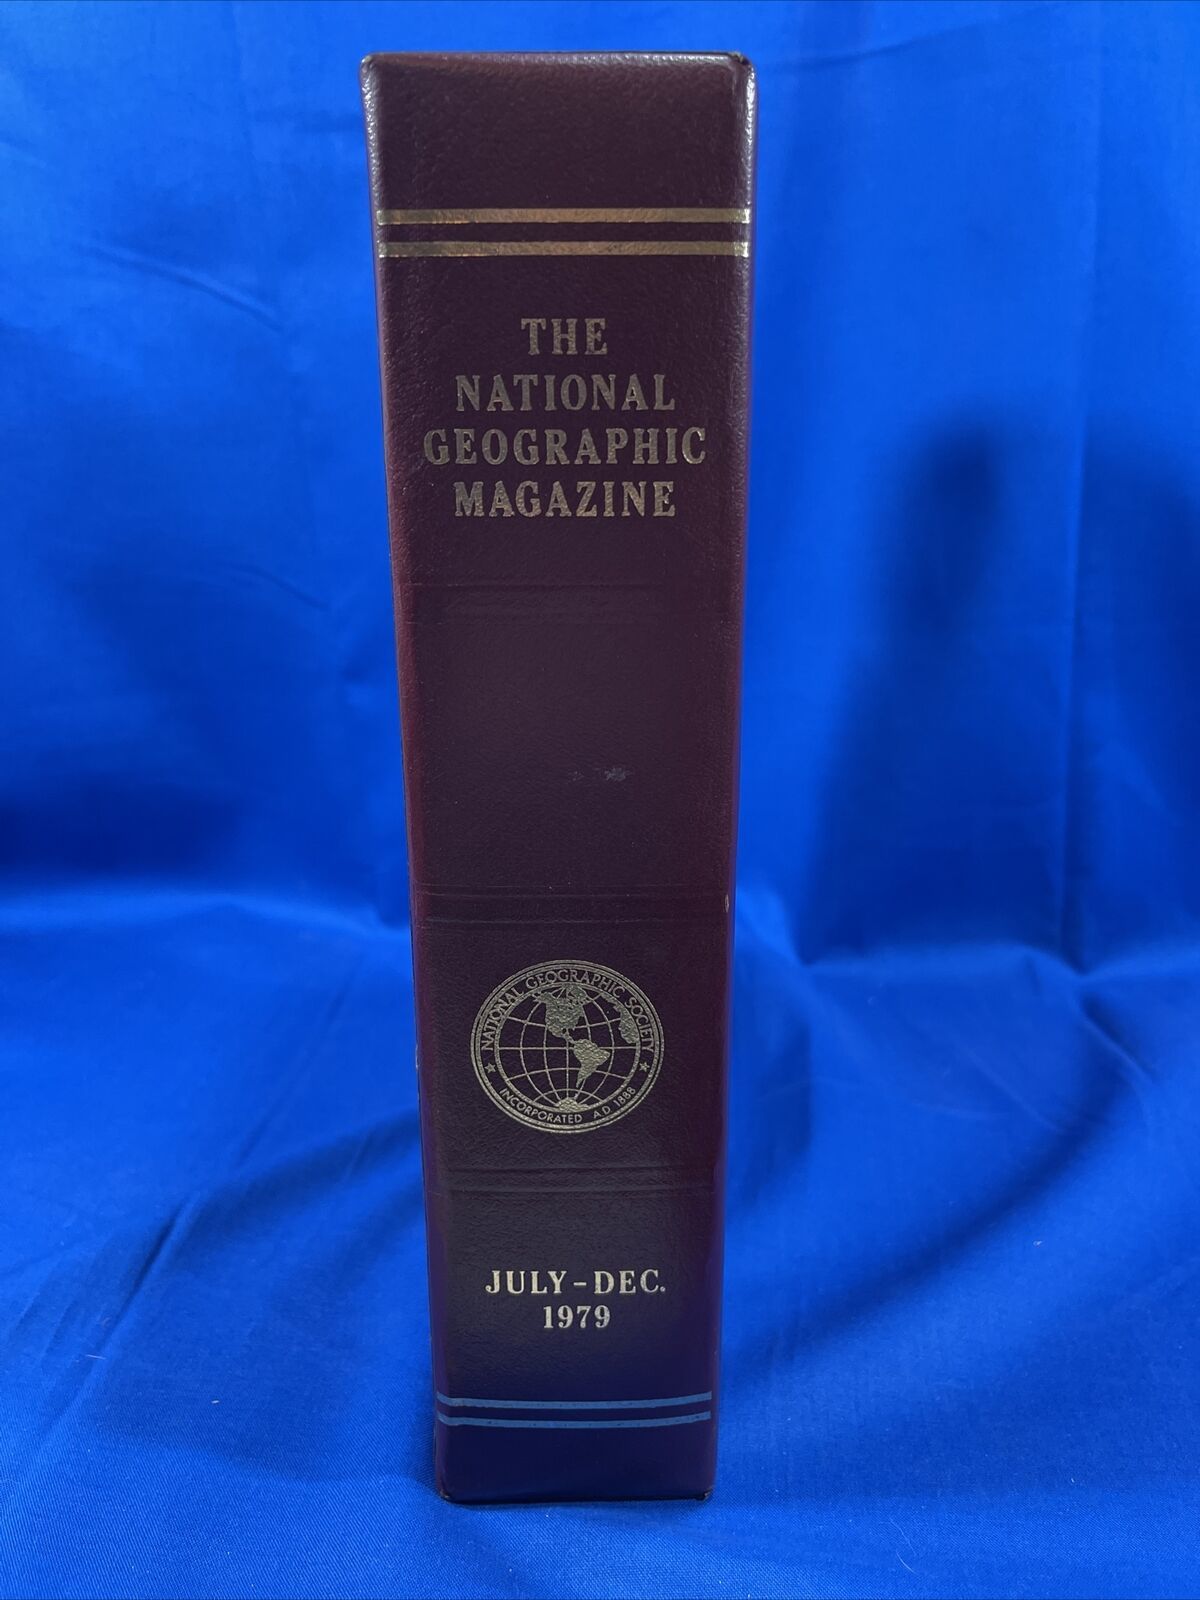 THE
NATIONAL
GEOGRAPHIC
MAGAZINE
NATIONAL GEOGRAPHIC SOCIETY
INCORPORATED A.D. 1888
JULY-DEC.
1979